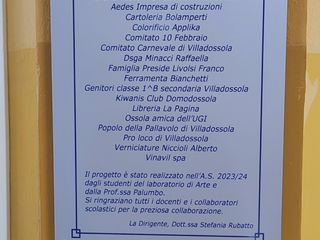 Aedes Impresa di costruzioni
Cartoleria Bolamperti
Colorificio Applika
Comitato 10 Febbraio
Comitato Carnevale di Villadossola
Dsga Minacci Raffaella
Famiglia Preside Livolsi Franco
Ferramenta Bianchetti
Genitori classe 1^B secondaria Villadossola
Kiwanis Club Domodossola
Libreria La Pagina
Ossola amica dell'UGI
Popolo della Pallavolo di Villadossola
Pro loco di Villadossola
Verniciature Niccioli Alberto
Vinavil spa
Il progetto è stato realizzato nell'A.S. 2023/24
dagli studenti del laboratorio di Arte e
dalla Prof.ssa Palumbo.
Si ringraziano tutti i docenti e i collaboratori
scolastici per la preziosa collaborazione.
La Dirigente, Dott.ssa Stefania Rubatto